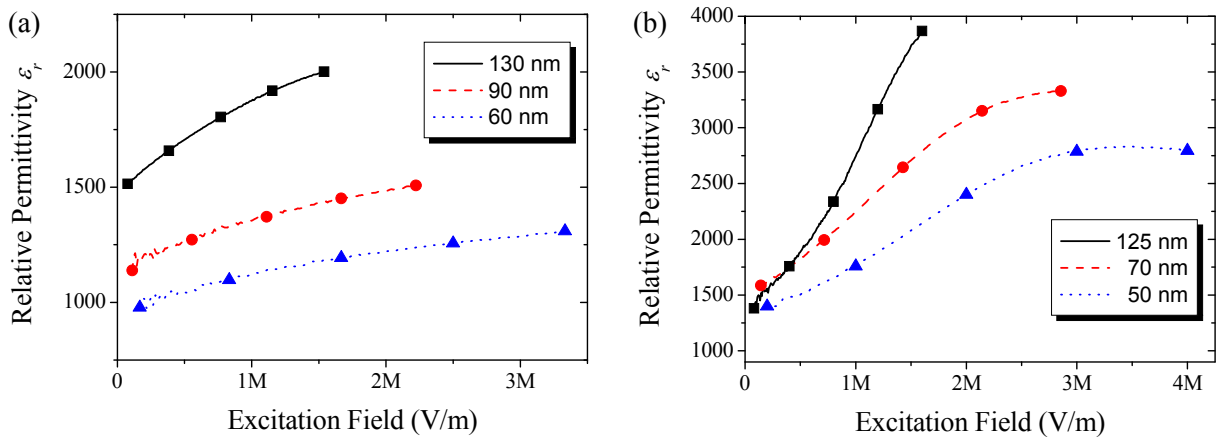 (a)
Relative Permittivity εr
2000
1500
1000
130 nm
90 nm
60 nm
0 1M 2M 3M
Excitation Field (V/m)
(b)
Relative Permittivity εr
4000
3500
3000
2500
2000
1500
1000
125 nm
70 nm
50 nm
0 1M 2M 3M 4M
Excitation Field (V/m)